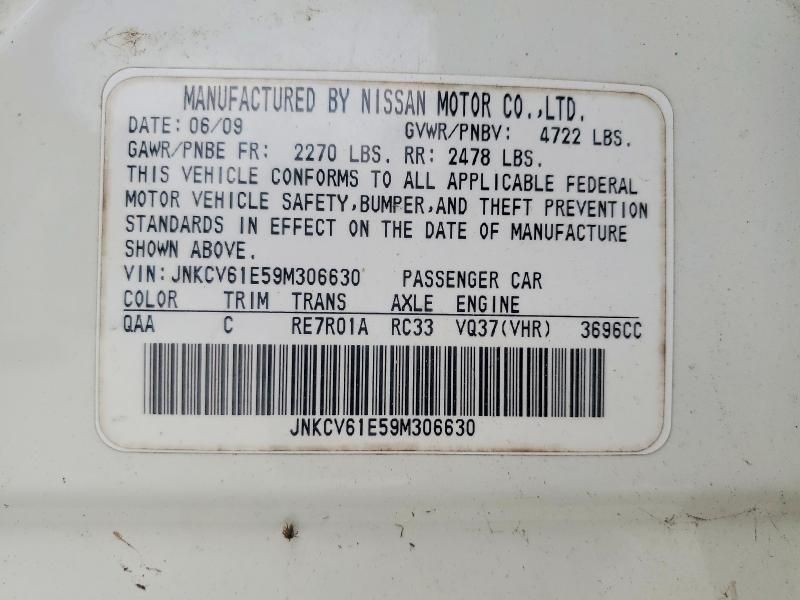 MANUFACTURED BY NISSAN MOTOR CO.,LTD.
DATE: 06/09 GVWR/PNBV: 4722 LBS.
GAWR/PNBE FR: 2270 LBS. RR: 2478 LBS.
THIS VEHICLE CONFORMS TO ALL APPLICABLE FEDERAL
MOTOR VEHICLE SAFETY,BUMPER,AND THEFT PREVENTION
STANDARDS IN EFFECT ON THE DATE OF MANUFACTURE
SHOWN ABOVE.
VIN: JNKCV61E59M306630 PASSENGER CAR
COLOR TRIM TRANS AXLE ENGINE
QAA C RE7R01A RC33 VQ37(VHR) 3696CC
JNKCV61E59M306630